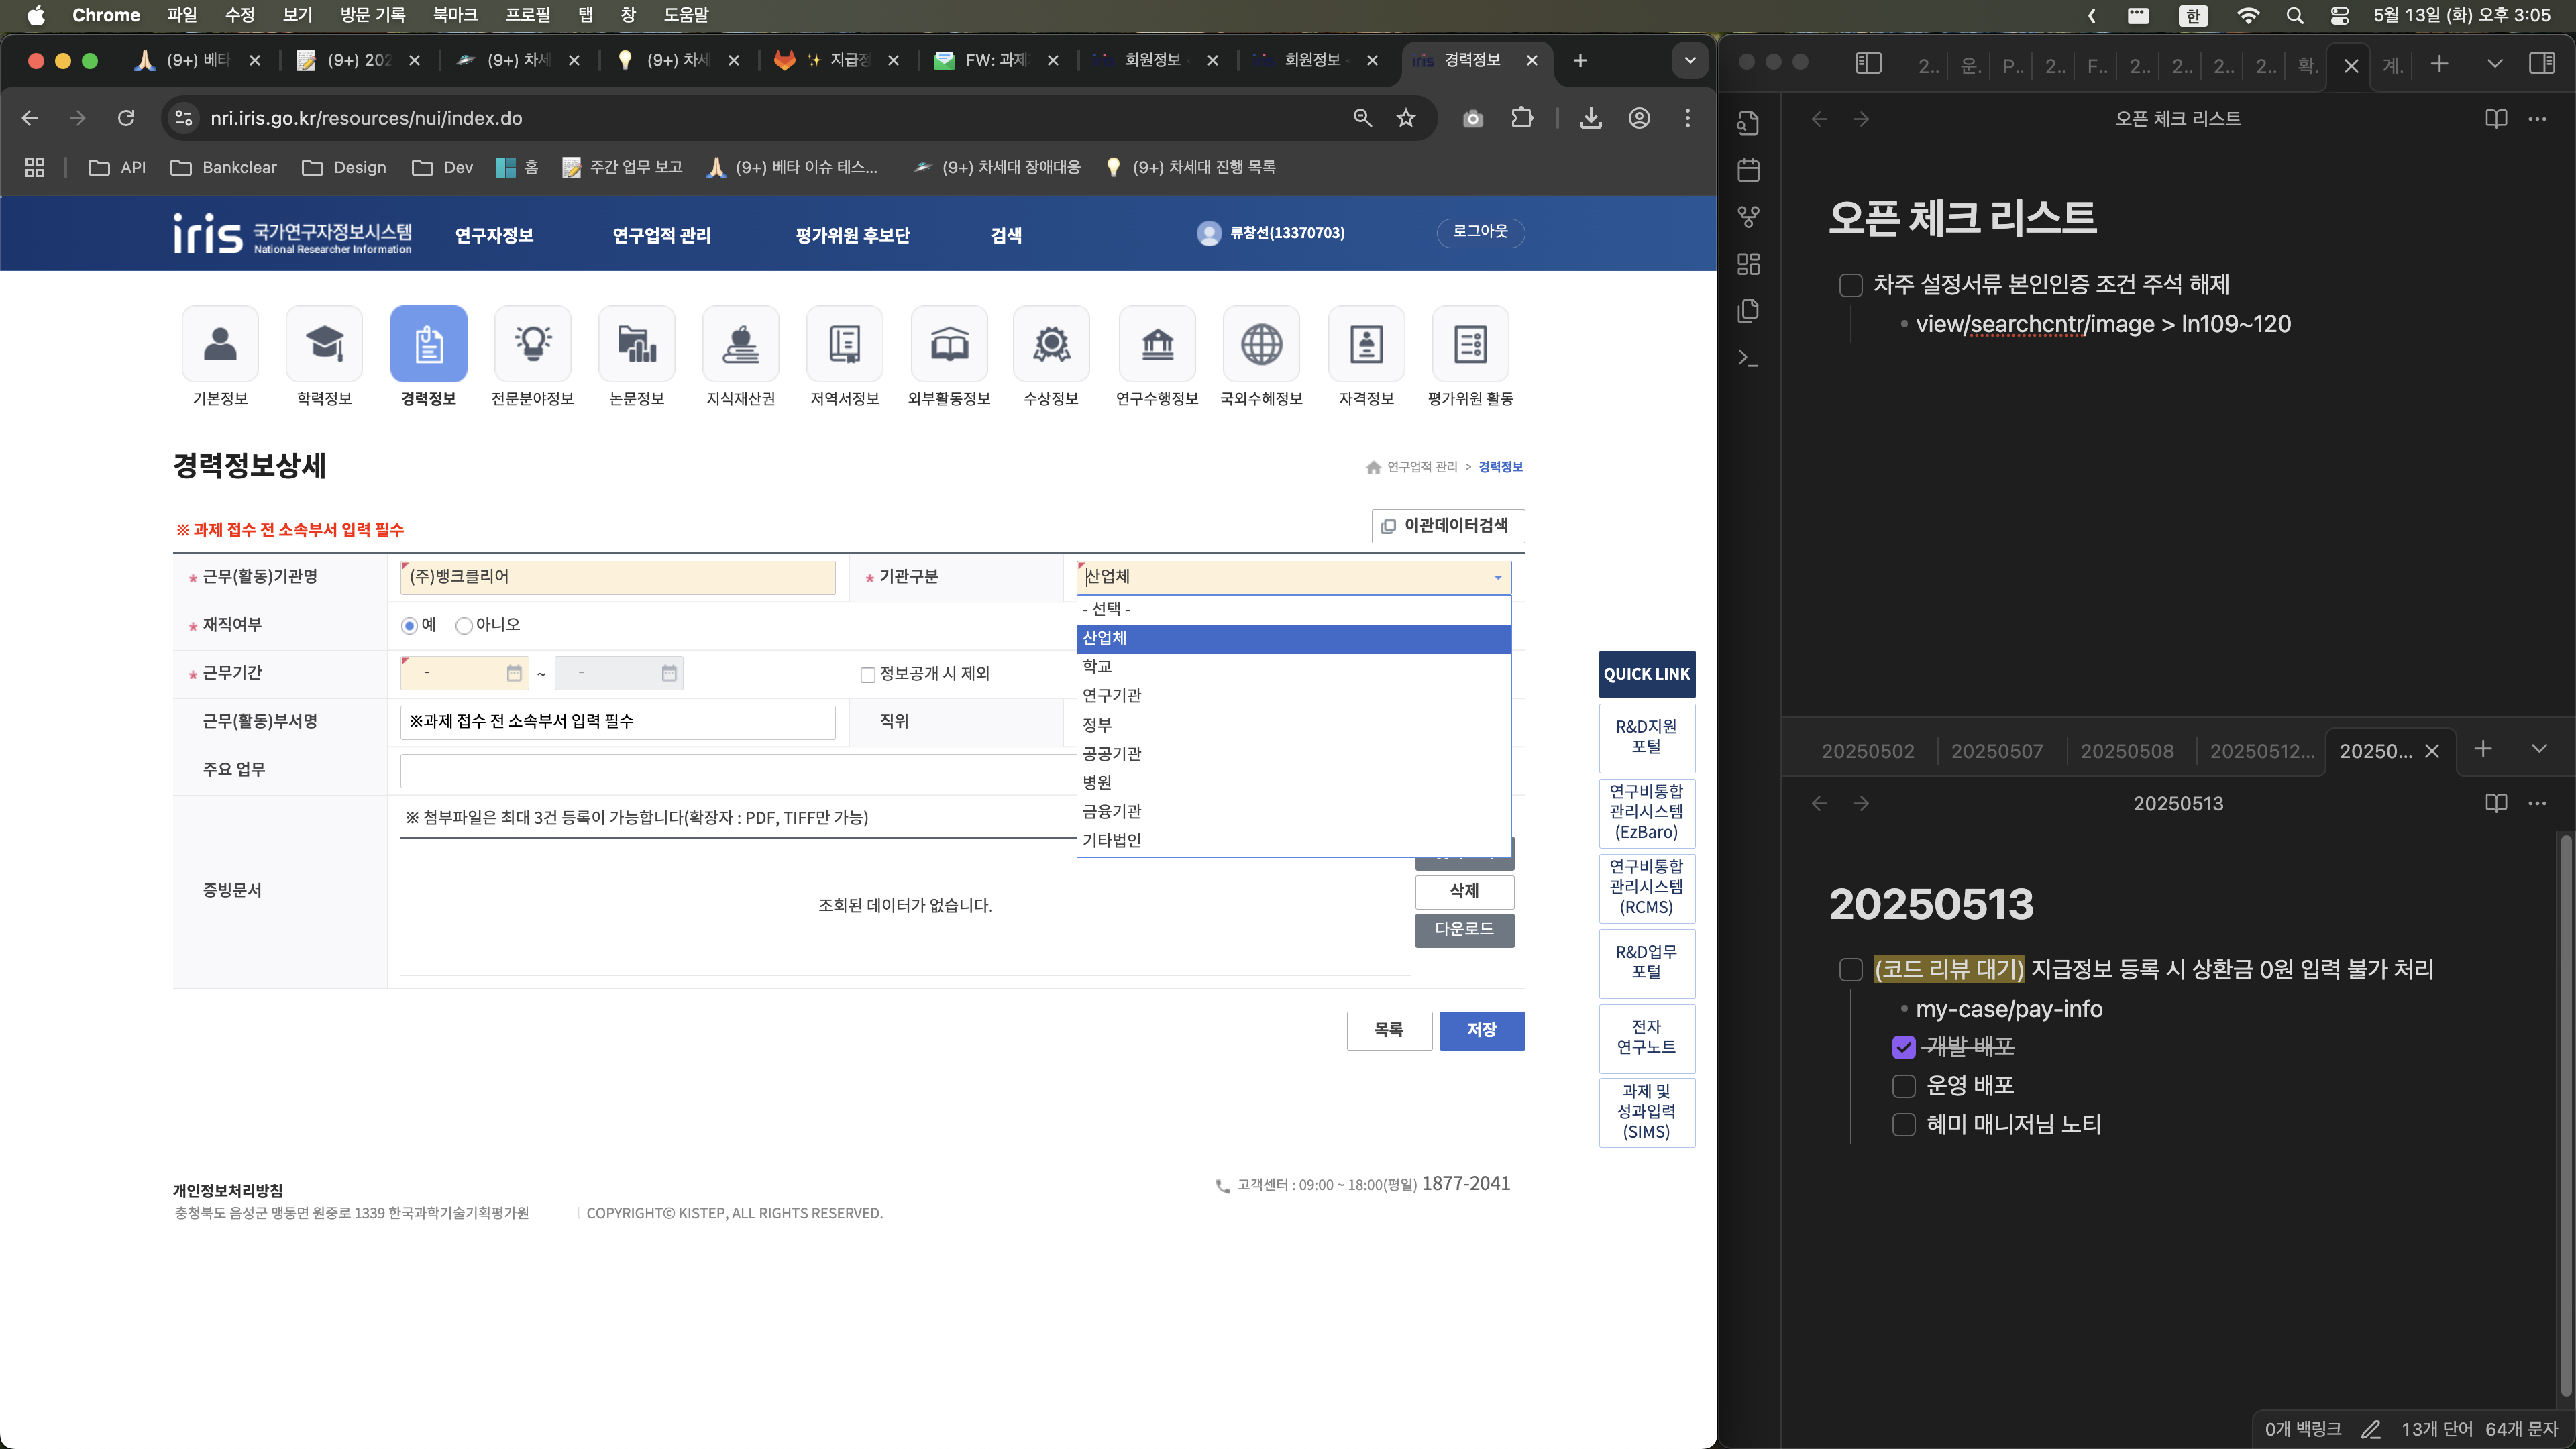 Chrome 파일 수정 보기 방문 기록 북마크 프로필 탭 창 도움말
한 5월 13일 (화) 오후 3:05
(9+) 베타 (9+) 202 (9+) 차세 (9+) 차세 지급정 FW: 과제 회원정보 회원정보 iris 경력정보
nri.iris.go.kr/resources/nui/index.do
API Bankclear Design Dev 홈 주간 업무 보고 (9+) 베타 이슈 테스... (9+) 차세대 장애대응 (9+) 차세대 진행 목록
iris 국가연구자정보시스템
National Researcher Information
연구자정보 연구업적 관리 평가위원 후보단 검색 류창선(13370703) 로그아웃
기본정보 학력정보 경력정보 전문분야정보 논문정보 지식재산권 저역서정보 외부활동정보 수상정보 연구수행정보 국외수혜정보 자격정보 평가위원 활동
경력정보상세
연구업적 관리 > 경력정보
※ 과제 접수 전 소속부서 입력 필수
이관데이터검색
* 근무(활동)기관명 (주)뱅크클리어 * 기관구분 산업체
- 선택 -
산업체
학교
연구기관
정부
공공기관
병원
금융기관
기타법인
* 재직여부 예 아니오
* 근무기간 - ~ - 정보공개 시 제외
근무(활동)부서명 ※과제 접수 전 소속부서 입력 필수 직위
주요 업무
※ 첨부파일은 최대 3건 등록이 가능합니다(확장자 : PDF, TIFF만 가능)
증빙문서
조회된 데이터가 없습니다.
삭제
다운로드
목록 저장
QUICK LINK
R&D지원
포털
연구비통합
관리시스템
(EzBaro)
연구비통합
관리시스템
(RCMS)
R&D업무
포털
전자
연구노트
과제 및
성과입력
(SIMS)
개인정보처리방침
충청북도 음성군 맹동면 원중로 1339 한국과학기술기획평가원 | COPYRIGHT© KISTEP, ALL RIGHTS RESERVED.
고객센터 : 09:00 ~ 18:00(평일) 1877-2041
2.. 운. P.. 2.. F.. 2.. 2.. 2.. 2.. 확. 계.
오픈 체크 리스트
오픈 체크 리스트
차주 설정서류 본인인증 조건 주석 해제
• view/searchcntr/image > ln109~120
20250502 20250507 20250508 20250512... 20250...
20250513
20250513
(코드 리뷰 대기) 지급정보 등록 시 상환금 0원 입력 불가 처리
• my-case/pay-info
개발 배포
운영 배포
혜미 매니저님 노티
0개 백링크 13개 단어 64개 문자